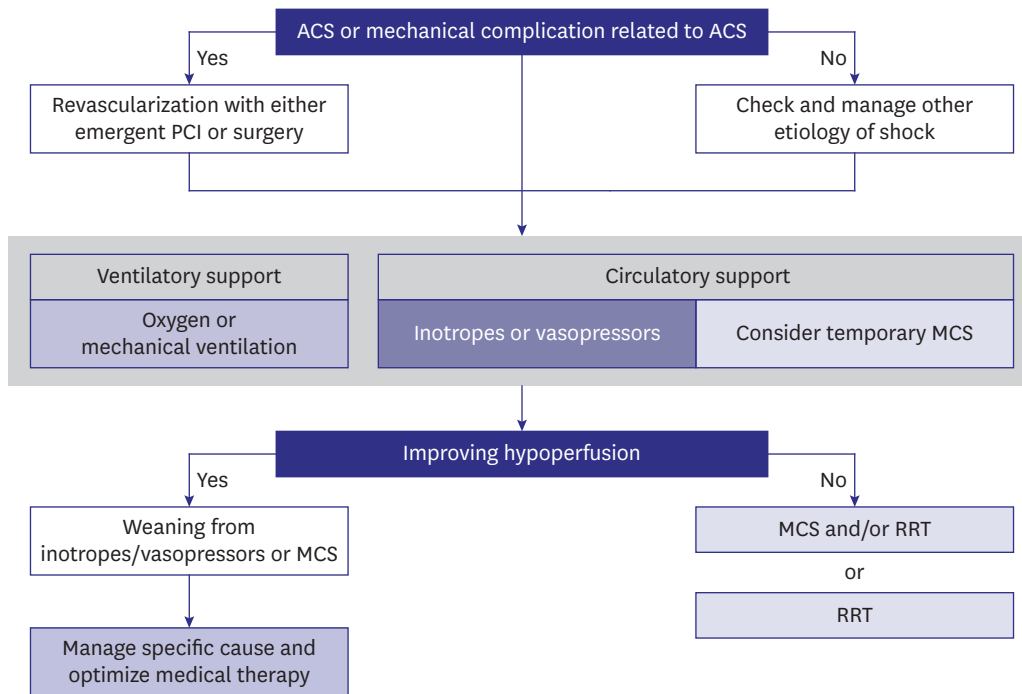 ACS or mechanical complication related to ACS
Yes
No
Revascularization with either
emergent PCI or surgery
Check and manage other
etiology of shock
Ventilatory support
Circulatory support
Oxygen or
mechanical ventilation
Inotropes or vasopressors
Consider temporary MCS
Improving hypoperfusion
Yes
No
Weaning from
inotropes/vasopressors or MCS
MCS and/or RRT
or
RRT
Manage specific cause and
optimize medical therapy